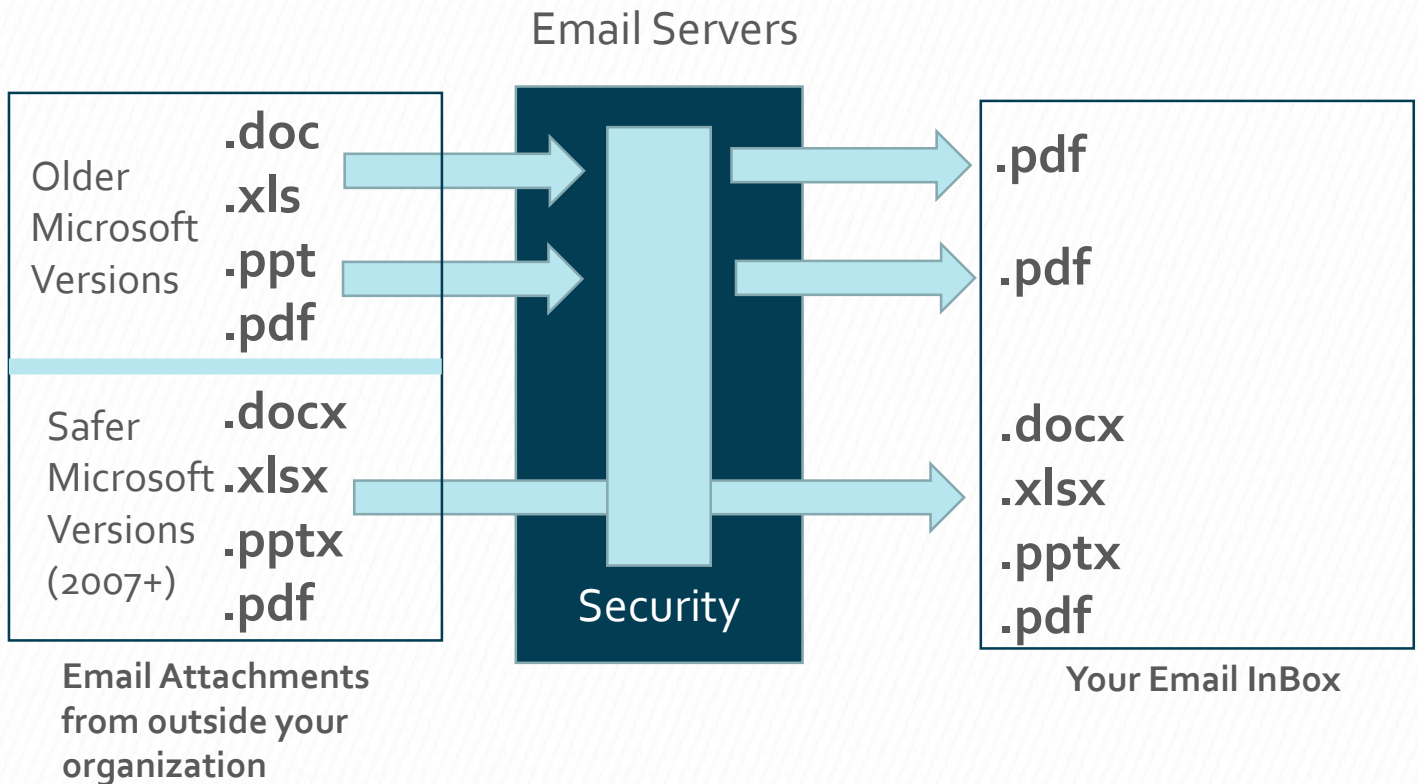 Email Servers
Older
Microsoft
Versions
.doc
.xls
.ppt
.pdf
Safer
Microsoft
Versions
(2007+)
.docx
.xlsx
.pptx
.pdf
Email Attachments
from outside your
organization
Security
.pdf
.pdf
.docx
.xlsx
.pptx
.pdf
Your Email InBox